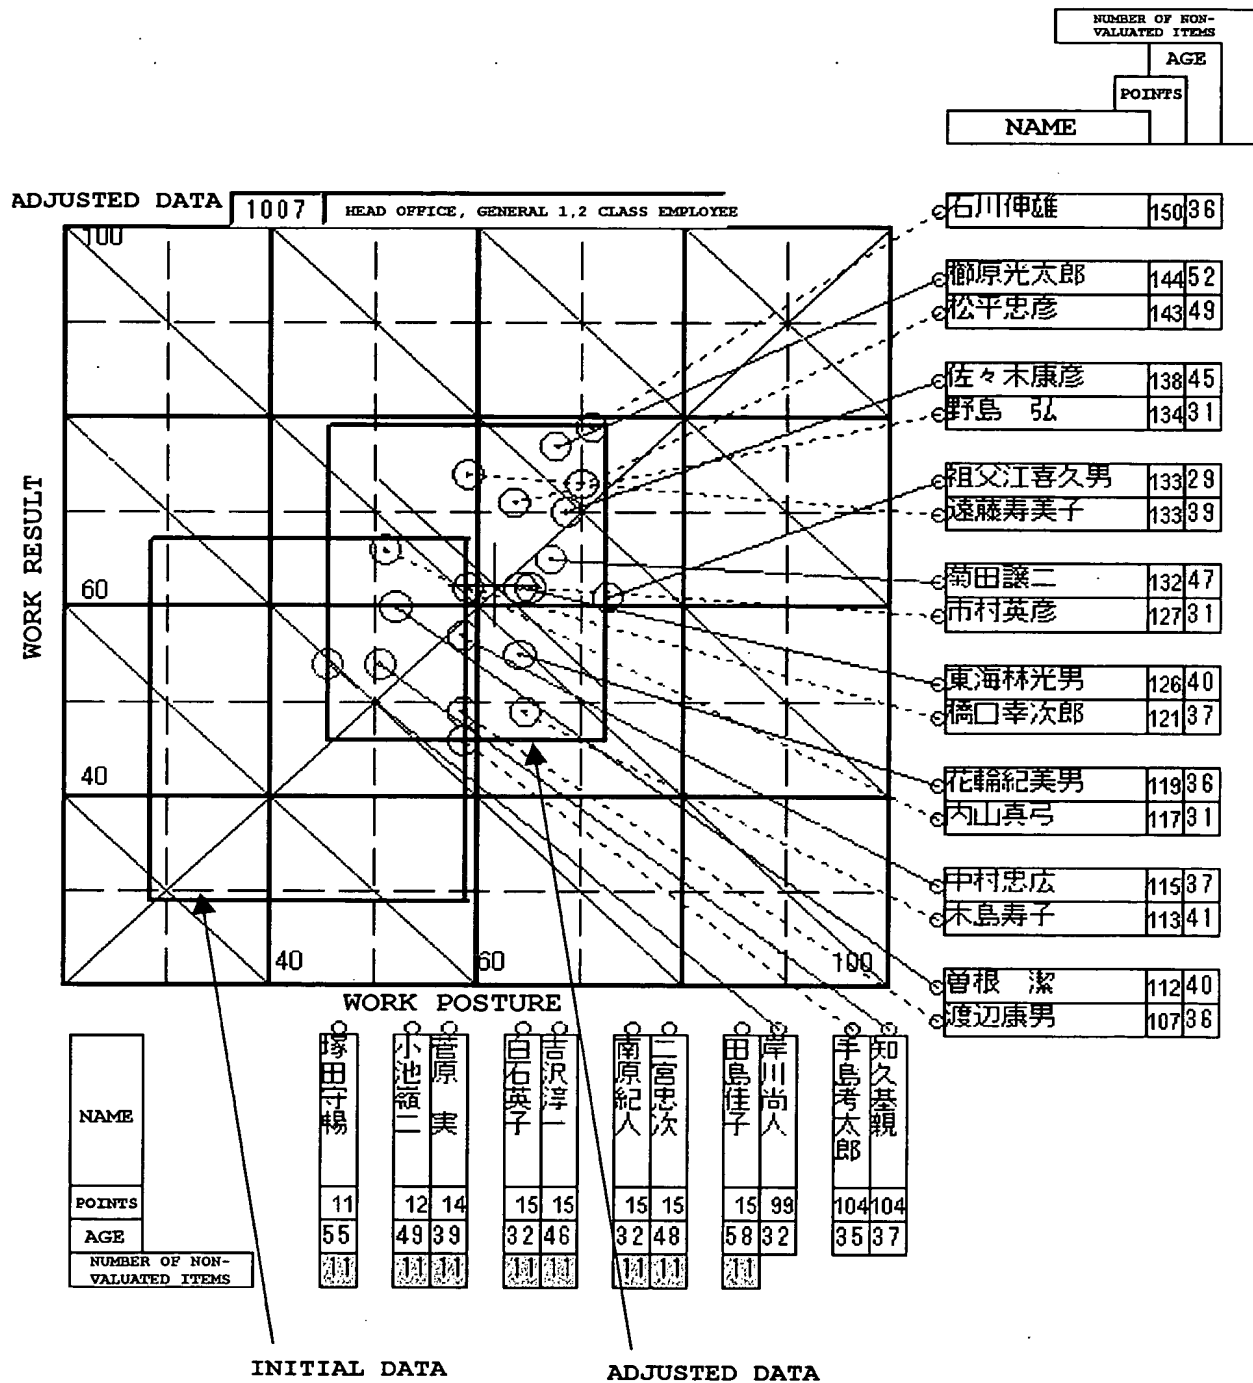 NUMBER OF NON-
VALUATED ITEMS
AGE
POINTS
NAME
ADJUSTED DATA
1007
HEAD OFFICE, GENERAL 1,2 CLASS EMPLOYEE
100
60
40
40
60
100
WORK RESULT
WORK POSTURE
石川伸雄 150 36
櫛原光太郎 144 52
松平忠彦 143 49
佐々木康彦 138 45
野島 弘 134 31
祖父江喜久男 133 29
遠藤寿美子 133 39
菊田譲二 132 47
市村英彦 127 31
東海林光男 126 40
橋口幸次郎 121 37
花輪紀美男 119 36
内山真弓 117 31
中村忠広 115 37
木島寿子 113 41
曽根 潔 112 40
渡辺康男 107 36
NAME
塚田守暢
小池嶺二
菅原 実
白石英子
吉沢淳一
南原紀人
二宮忠次
田島佳子
岸川尚人
手島考太郎
知久基親
POINTS 11 12 14 15 15 15 15 15 99 104 104
AGE 55 49 39 32 46 32 48 58 32 35 37
NUMBER OF NON-
VALUATED ITEMS
11 11 11 11 11 11 11 11
INITIAL DATA
ADJUSTED DATA